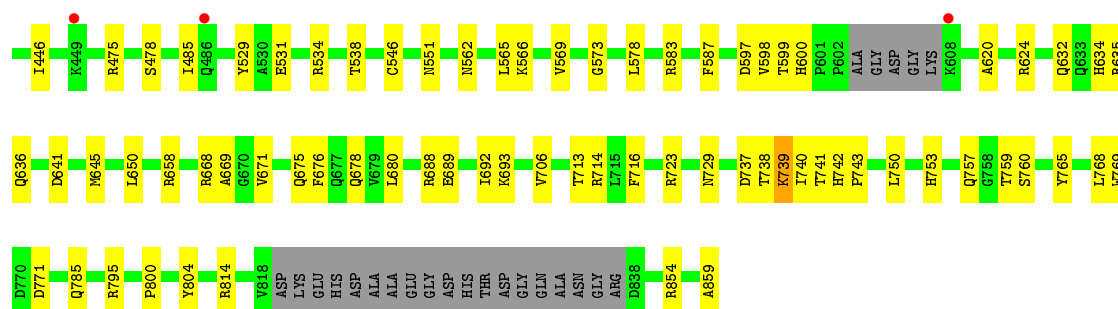 I446 K449 R475 S478 I485 Q486 Y529 A530 E531 R534 T538 C546 N551 N562 L565 K566 V569 G573 L578 R583 F587 D597 V598 T599 H600 P601 P602 ALA GLY ASP GLY LYS K608 A620 R624 Q632 Q633 H634 R635
Q636 D641 M645 L650 R658 R668 A669 G670 V671 Q675 F676 Q677 Q678 V679 L680 R688 E689 I692 K693 V706 T713 R714 L715 F716 R723 N729 D737 T738 K739 I740 T741 H742 P743 L750 H753 Q757 G758 T759 S760 Y765 L768 W769
D770 D771 Q785 R795 P800 Y804 R814 V818 ASP LYS GLU HIS ASP ALA ALA GLU GLY ASP HIS THR ASP GLY GLN ALA ASN GLY ARG D838 R854 A859